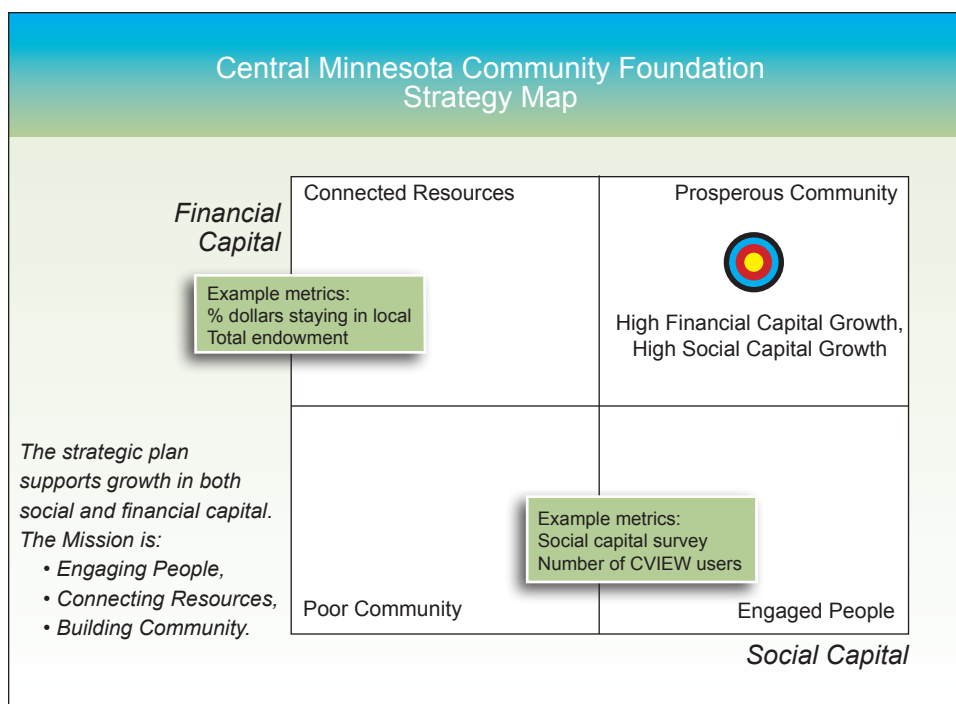 Central Minnesota Community Foundation
Strategy Map
Financial
Capital
Connected Resources
Prosperous Community
Example metrics:
% dollars staying in local
Total endowment
High Financial Capital Growth,
High Social Capital Growth
The strategic plan
supports growth in both
social and financial capital.
The Mission is:
• Engaging People,
• Connecting Resources,
• Building Community.
Example metrics:
Social capital survey
Number of CVIEW users
Poor Community
Engaged People
Social Capital